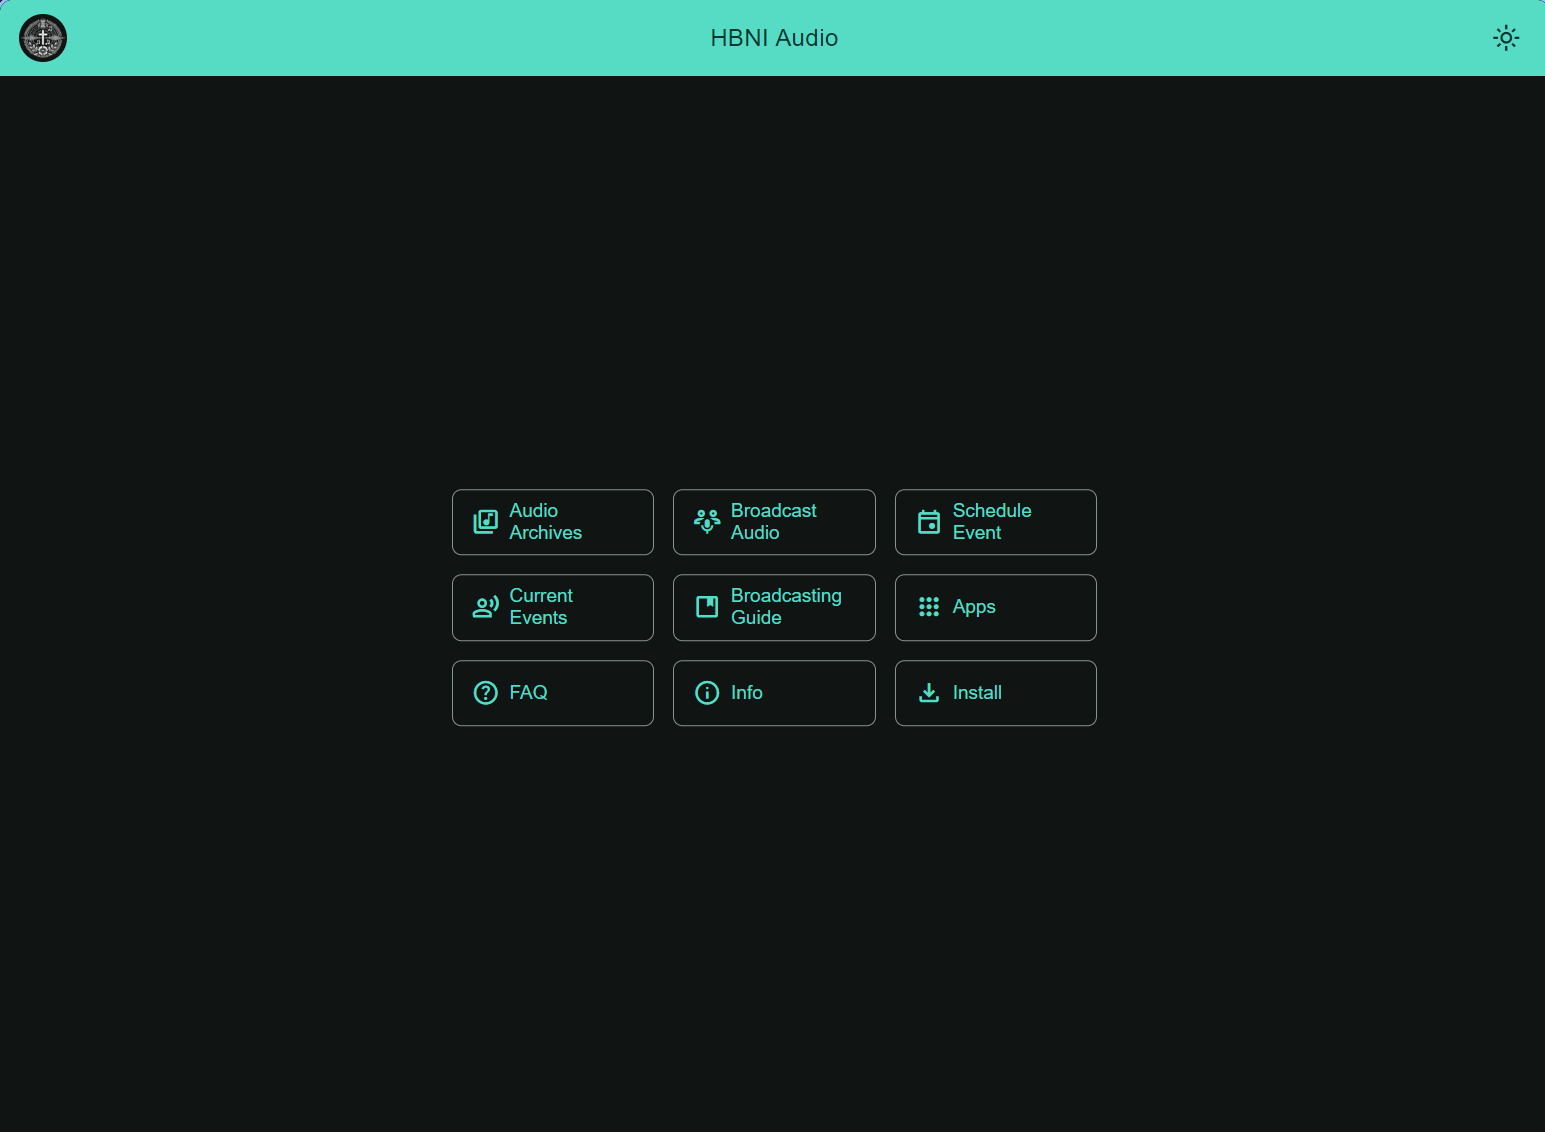 HBNI Audio
Audio
Archives
Broadcast
Audio
Schedule
Event
Current
Events
Broadcasting
Guide
Apps
FAQ
Info
Install